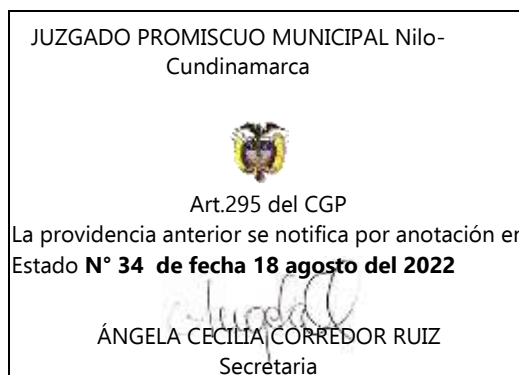 JUZGADO PROMISCUO MUNICIPAL Nilo-
Cundinamarca
Art.295 del CGP
La providencia anterior se notifica por anotación en
Estado N° 34 de fecha 18 agosto del 2022
ÁNGELA CECILIA CORREDOR RUIZ
Secretaria